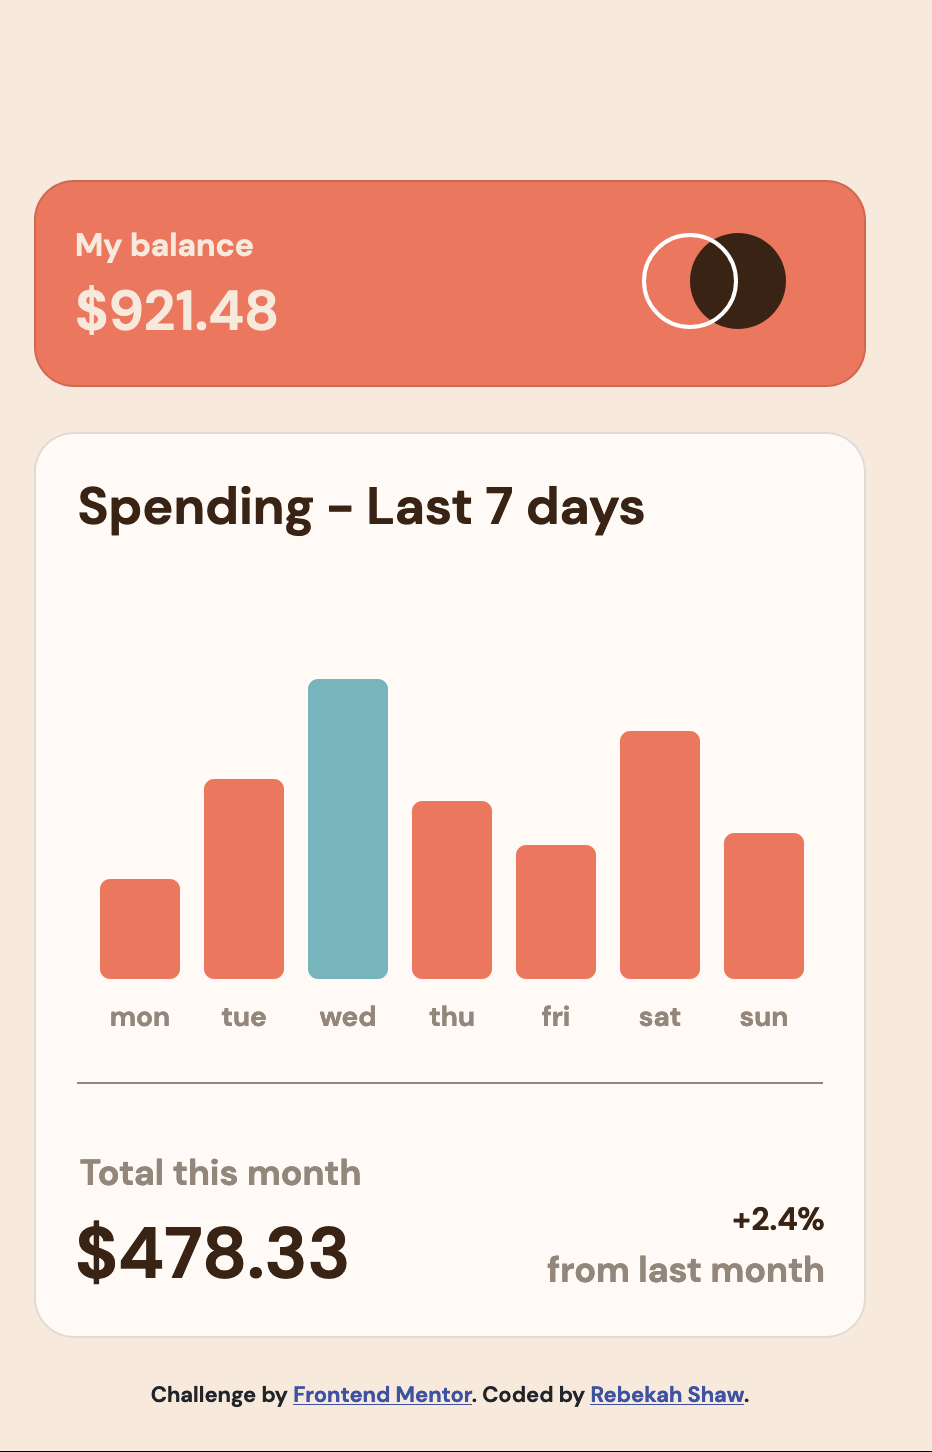 My balance
$921.48
Spending - Last 7 days
mon tue wed thu fri sat sun
Total this month
$478.33
+2.4%
from last month
Challenge by Frontend Mentor. Coded by Rebekah Shaw.